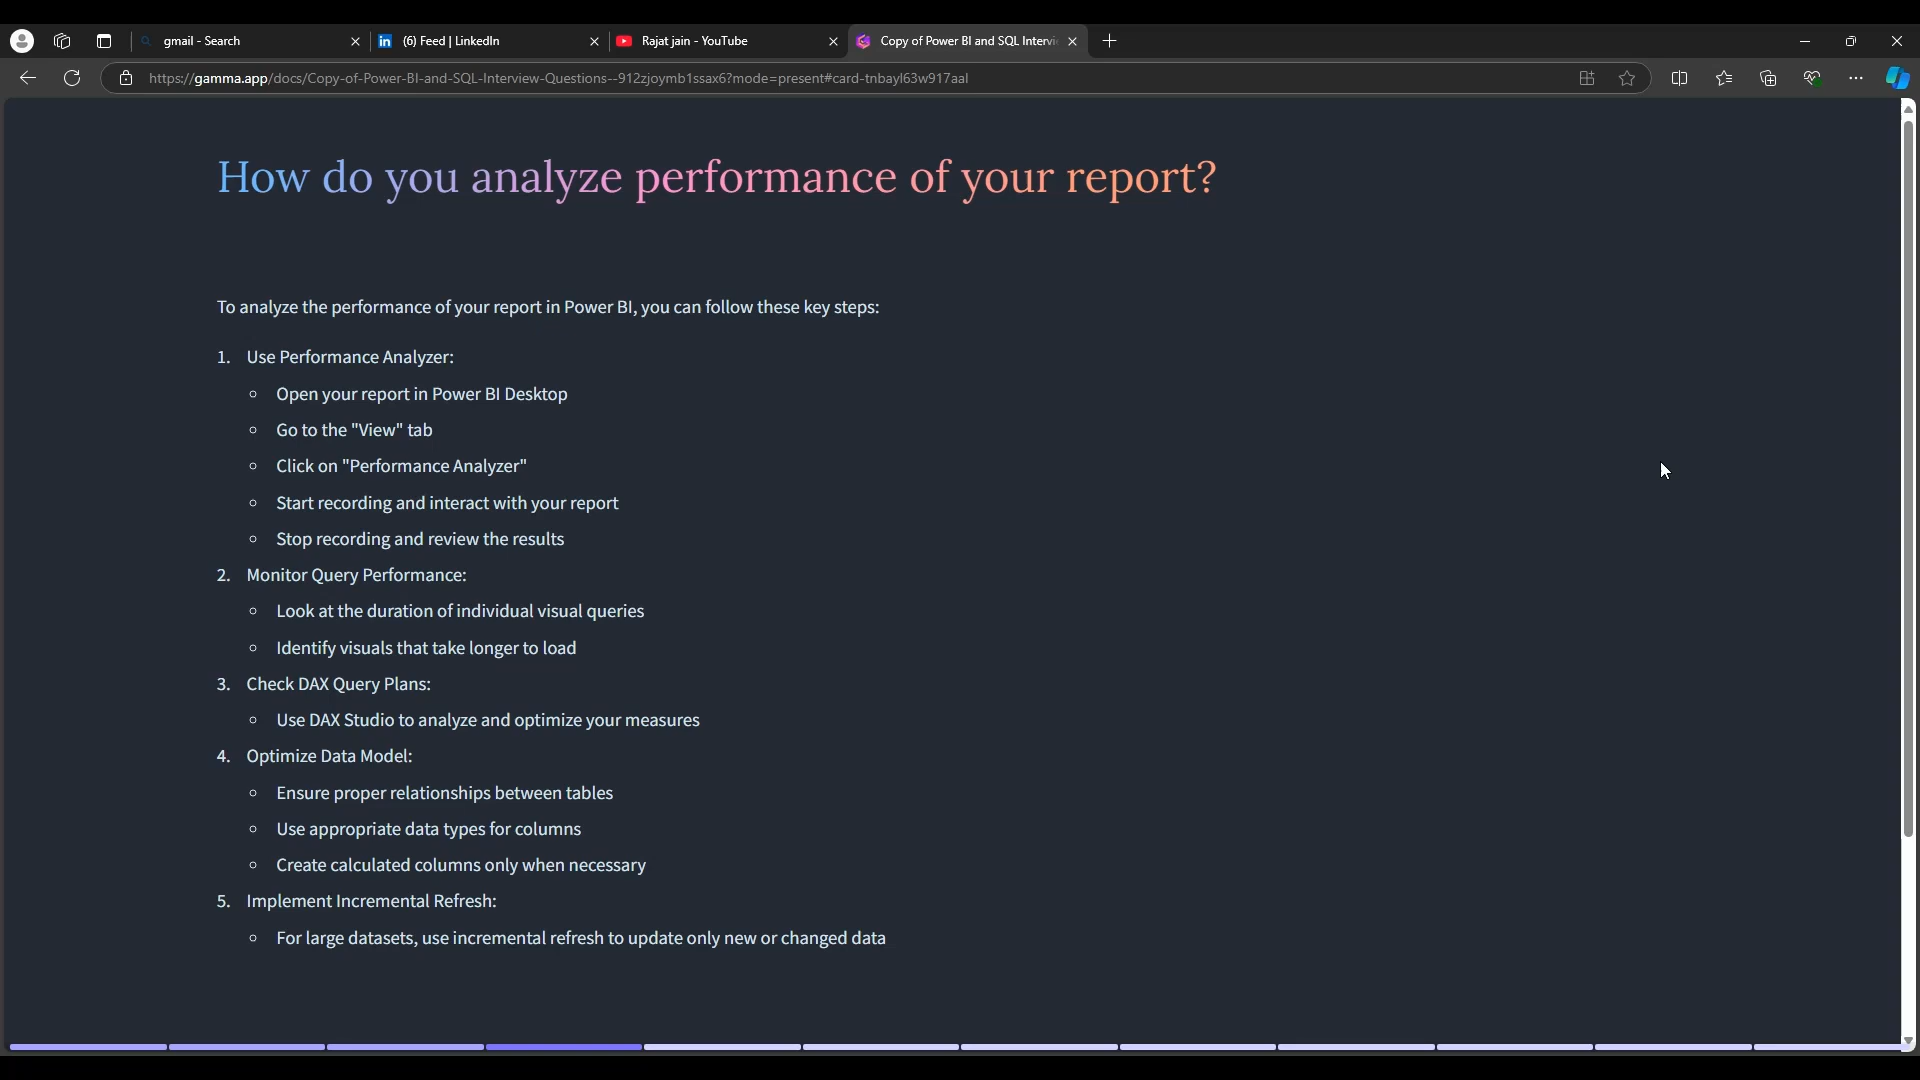 gmail - Search
(6) Feed | LinkedIn
Rajat jain - YouTube
Copy of Power BI and SQL Intervi
https://gamma.app/docs/Copy-of-Power-BI-and-SQL-Interview-Questions--912zjoymb1ssax6?mode=present#card-tnbayl63w917aal
How do you analyze performance of your report?
To analyze the performance of your report in Power BI, you can follow these key steps:
1. Use Performance Analyzer:
Open your report in Power BI Desktop
Go to the "View" tab
Click on "Performance Analyzer"
Start recording and interact with your report
Stop recording and review the results
2. Monitor Query Performance:
Look at the duration of individual visual queries
Identify visuals that take longer to load
3. Check DAX Query Plans:
Use DAX Studio to analyze and optimize your measures
4. Optimize Data Model:
Ensure proper relationships between tables
Use appropriate data types for columns
Create calculated columns only when necessary
5. Implement Incremental Refresh:
For large datasets, use incremental refresh to update only new or changed data